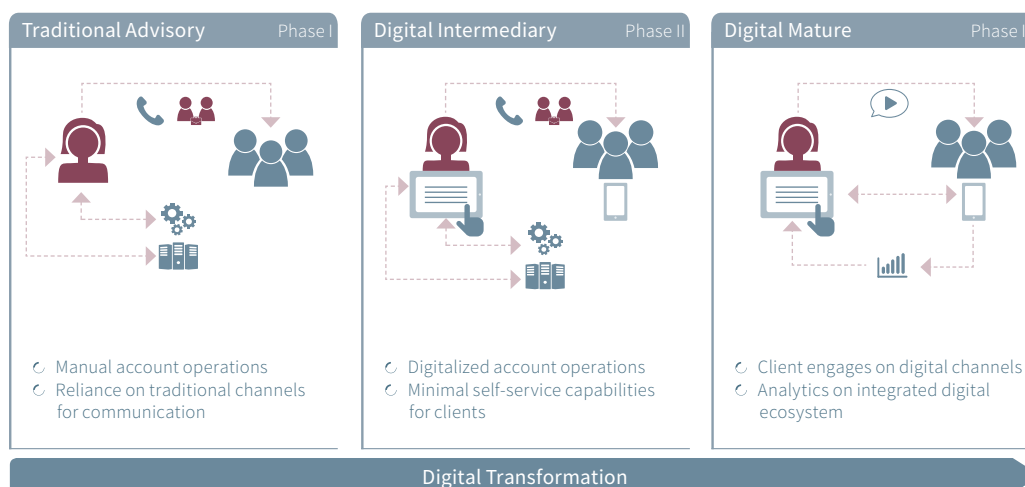 Traditional Advisory Phase I
Manual account operations
Reliance on traditional channels
for communication
Digital Intermediary Phase II
Digitalized account operations
Minimal self-service capabilities
for clients
Digital Mature Phase
Client engages on digital channels
Analytics on integrated digital
ecosystem
Digital Transformation